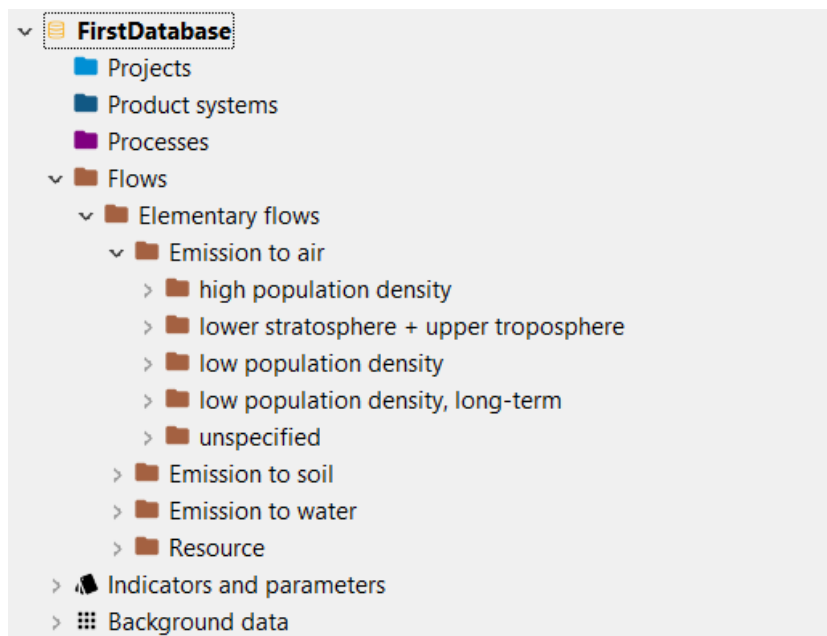 FirstDatabase
Projects
Product systems
Processes
Flows
Elementary flows
Emission to air
high population density
lower stratosphere + upper troposphere
low population density
low population density, long-term
unspecified
Emission to soil
Emission to water
Resource
Indicators and parameters
Background data